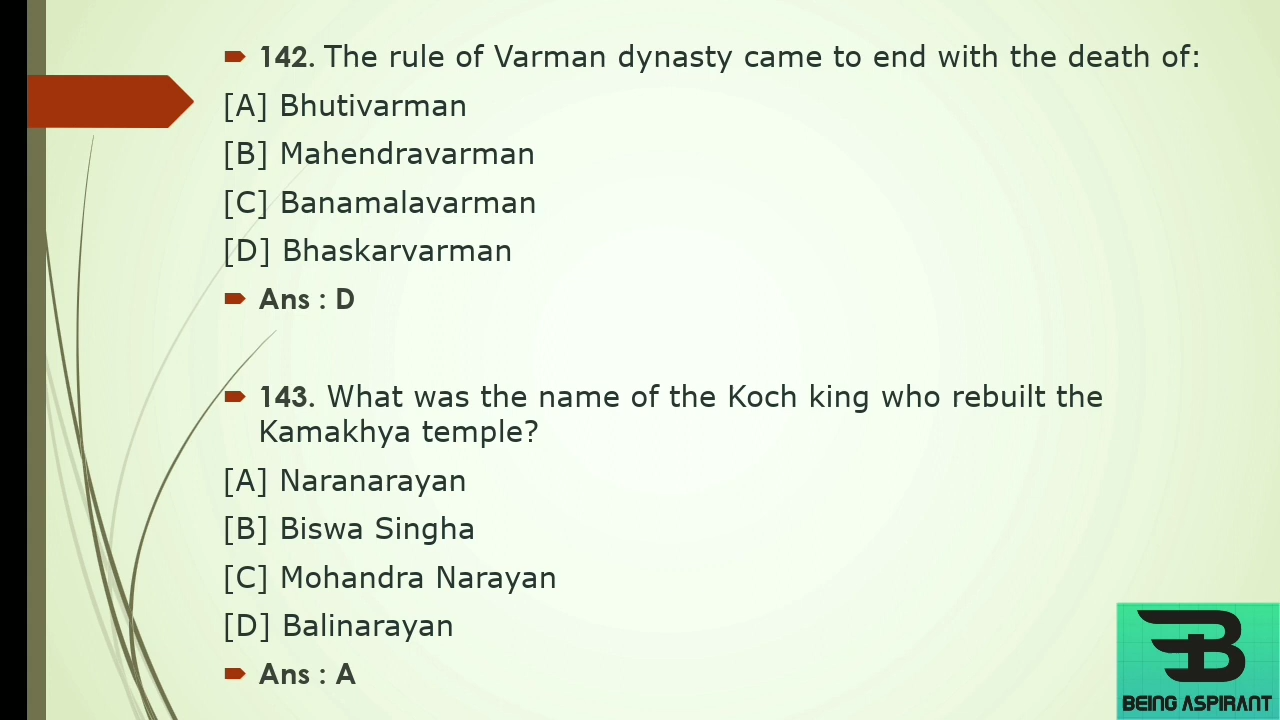 142. The rule of Varman dynasty came to end with the death of:
[A] Bhutivarman
[B] Mahendravarman
[C] Banamalavarman
[D] Bhaskarvarman
Ans : D
143. What was the name of the Koch king who rebuilt the
Kamakhya temple?
[A] Naranarayan
[B] Biswa Singha
[C] Mohandra Narayan
[D] Balinarayan
Ans : A
BEING ASPIRANT